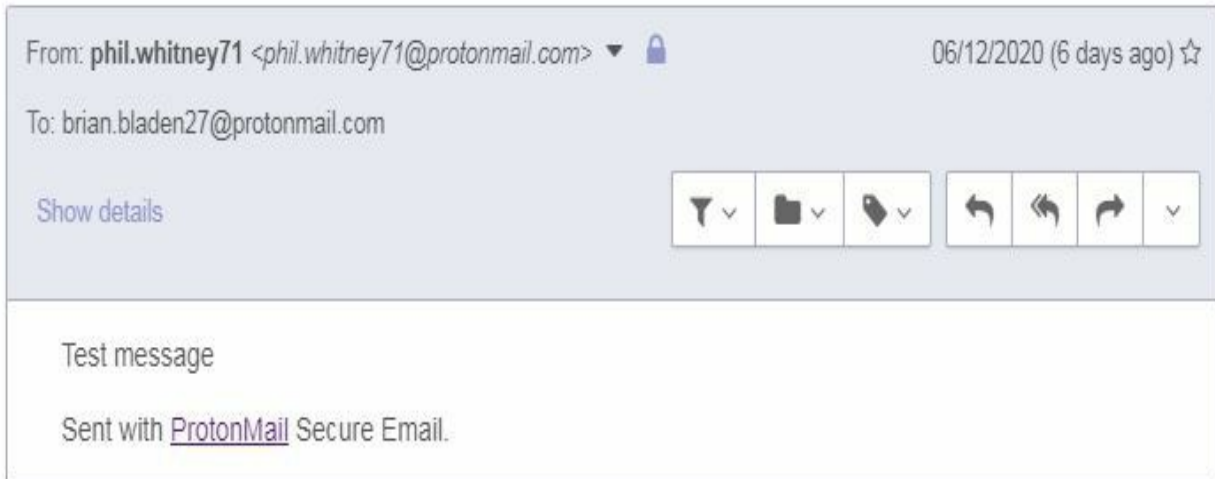 From: phil.whitney71 <phil.whitney71@protonmail.com> 06/12/2020 (6 days ago)
To: brian.bladen27@protonmail.com
Show details
Test message
Sent with ProtonMail Secure Email.